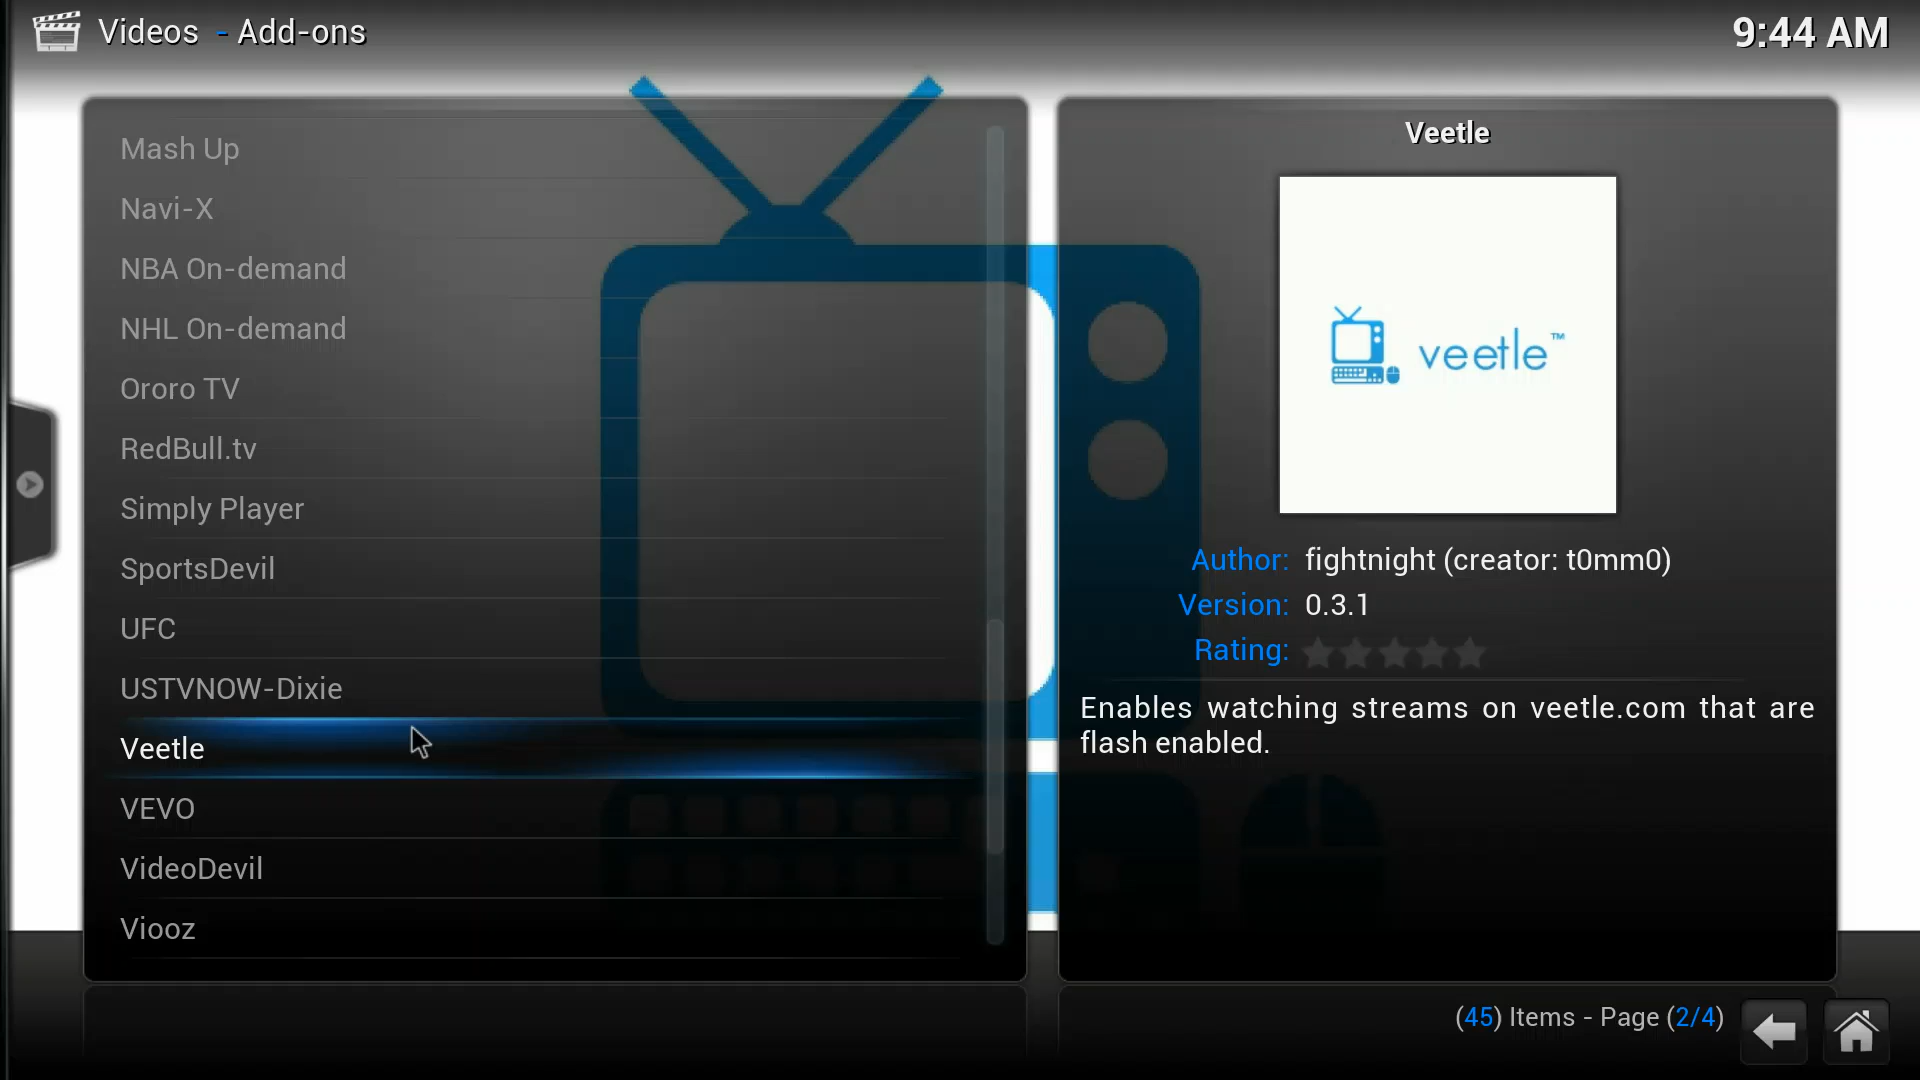 Videos - Add-ons
9:44 AM
Mash Up
Navi-X
NBA On-demand
NHL On-demand
Ororo TV
RedBull.tv
Simply Player
SportsDevil
UFC
USTVNOW-Dixie
Veetle
VEVO
VideoDevil
Viooz
Veetle
veetle™
Author: fightnight (creator: t0mm0)
Version: 0.3.1
Rating:
Enables watching streams on veetle.com that are
flash enabled.
(45) Items - Page (2/4)